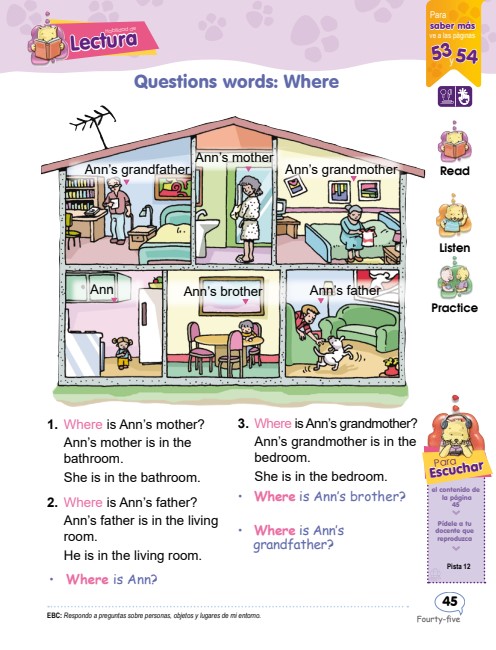 Lectura
Para
saber más
ve a las páginas
53 y 54
Questions words: Where
Ann's grandfather
Ann's mother
Ann's grandmother
Ann
Ann's brother
Ann's father
Read
Listen
Practice
1. Where is Ann's mother?
Ann's mother is in the
bathroom.
She is in the bathroom.
2. Where is Ann's father?
Ann's father is in the living
room.
He is in the living room.
• Where is Ann?
3. Where is Ann's grandmother?
Ann's grandmother is in the
bedroom.
She is in the bedroom.
• Where is Ann's brother?
• Where is Ann's
grandfather?
Para
Escuchar
el contenido de
la página
45
Pídele a tu
docente que
reproduzca
Pista 12
EBC: Respondo a preguntas sobre personas, objetos y lugares de mi entorno.
45
Fourty-five